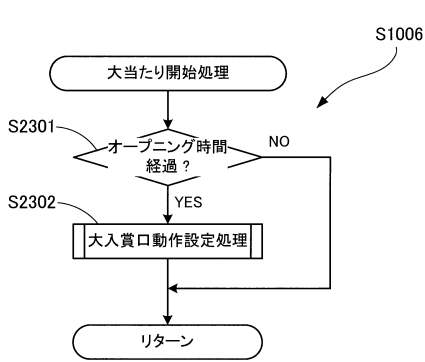 S1006
大当たり開始処理
S2301
オープニング時間
経過？
NO
YES
S2302
大入賞口動作設定処理
リターン